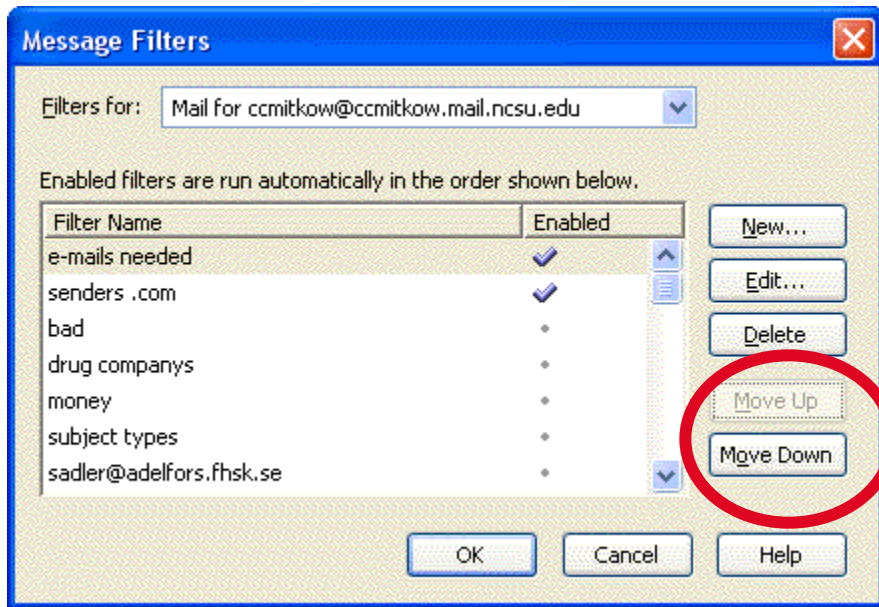 Message Filters
Filters for: Mail for ccmitkow@ccmitkow.mail.ncsu.edu
Enabled filters are run automatically in the order shown below.
Filter Name Enabled
e-mails needed
senders .com
bad
drug companys
money
subject types
sadler@adelfors.fhsk.se
New...
Edit...
Delete
Move Up
Move Down
OK Cancel Help